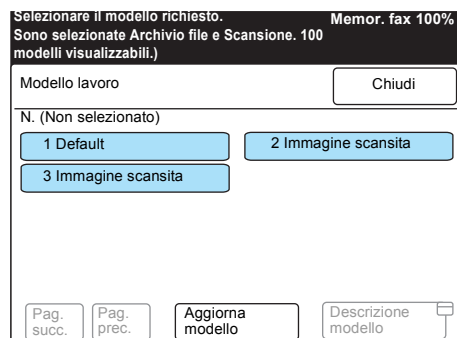 Selezionare il modello richiesto. Memor. fax 100%
Sono selezionate Archivio file e Scansione. 100
modelli visualizzabili.)
Modello lavoro Chiudi
N. (Non selezionato)
1 Default 2 Immagine scansita
3 Immagine scansita
Pag. Pag. Aggiorna Descrizione
succ. prec. modello modello